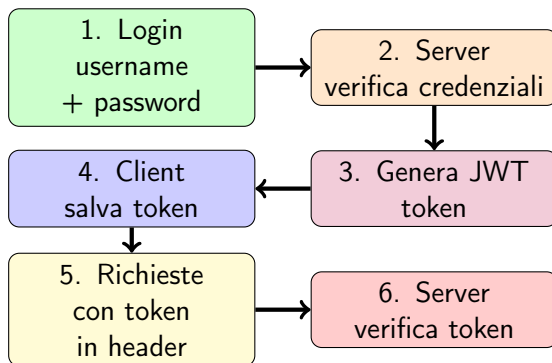 1. Login
username
+ password
2. Server
verifica credenziali
3. Genera JWT
token
4. Client
salva token
5. Richieste
con token
in header
6. Server
verifica token